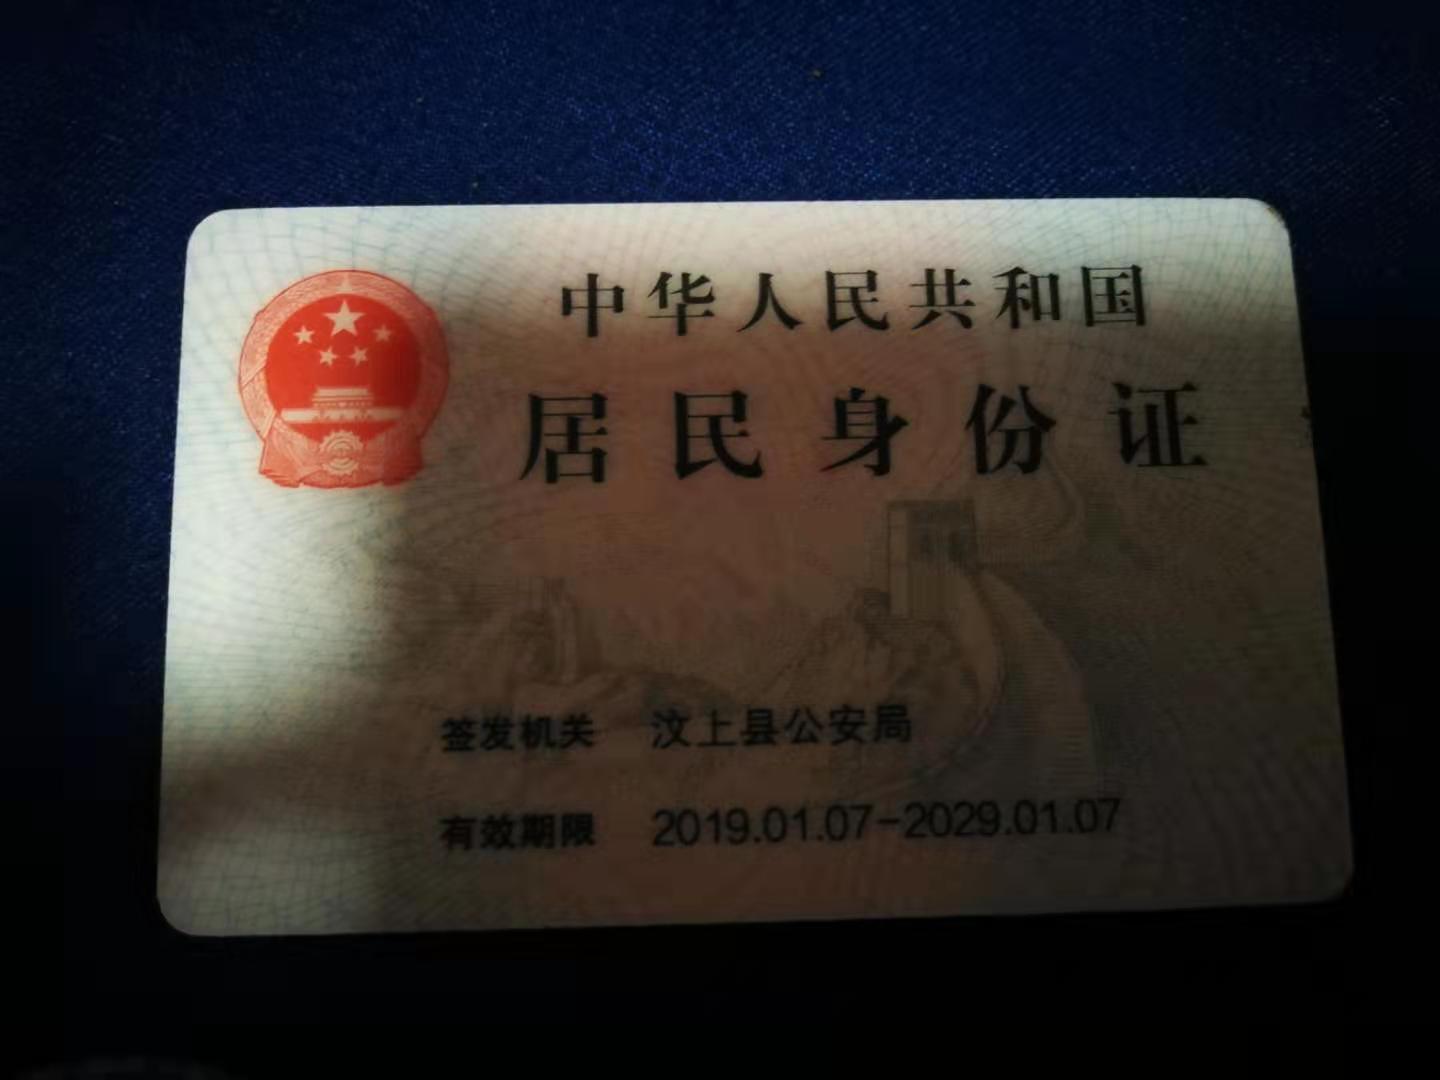 中华人民共和国
居民身份证
签发机关 汶上县公安局
有效期限 2019.01.07-2029.01.07